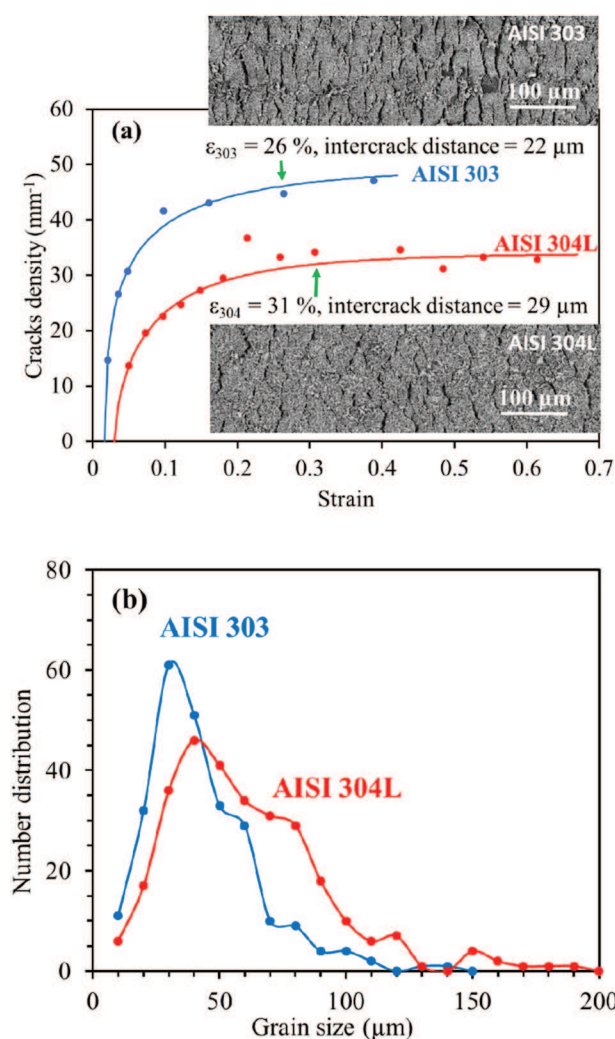 AISI 303
100 µm
60
50
40
30
20
10
0
Cracks density (mm⁻¹)
(a)
ε₃₀₃ = 26 %, intercrack distance = 22 µm
AISI 303
AISI 304L
ε₃₀₄ = 31 %, intercrack distance = 29 µm
AISI 304L
100 µm
0 0.1 0.2 0.3 0.4 0.5 0.6 0.7
Strain
80
60
40
20
0
Number distribution
(b)
AISI 303
AISI 304L
0 50 100 150 200
Grain size (µm)